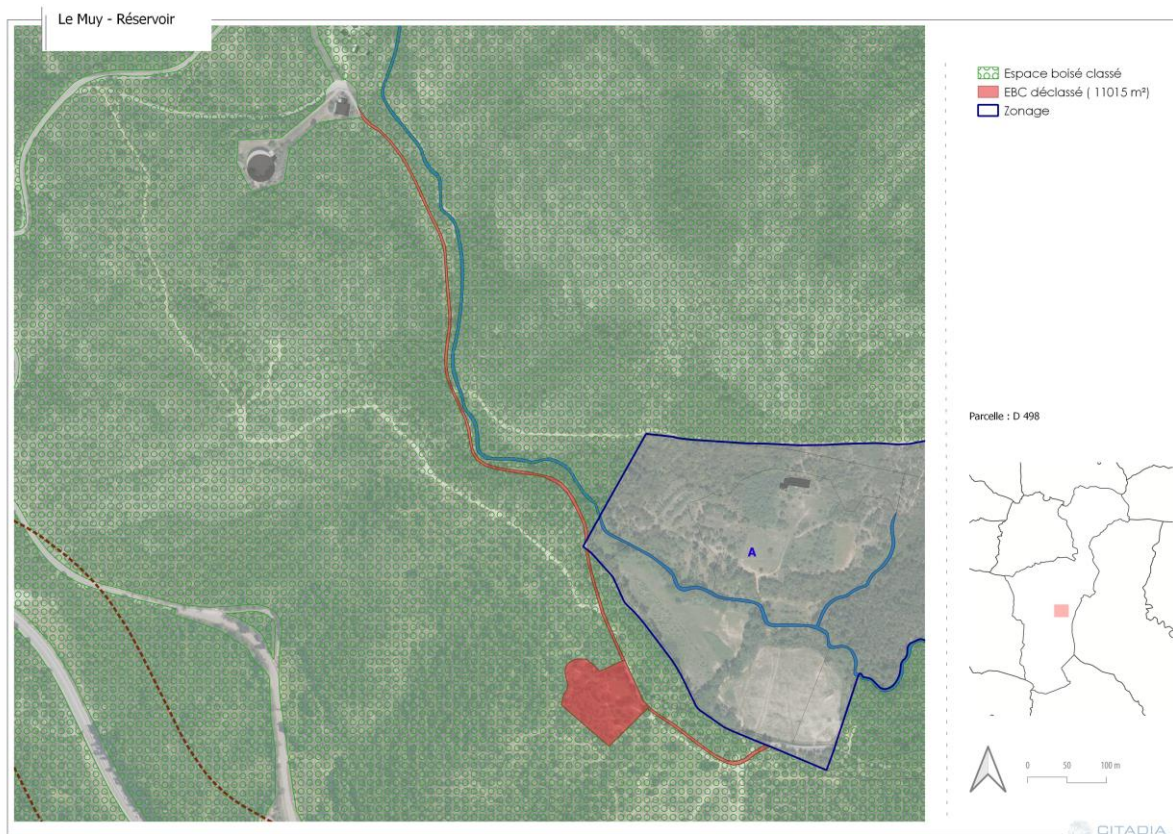 Le Muy - Réservoir
Espace boisé classé
EBC déclassé ( 11015 m²)
Zonage
Parcelle : D 498
A
0 50 100 m
CITADIA